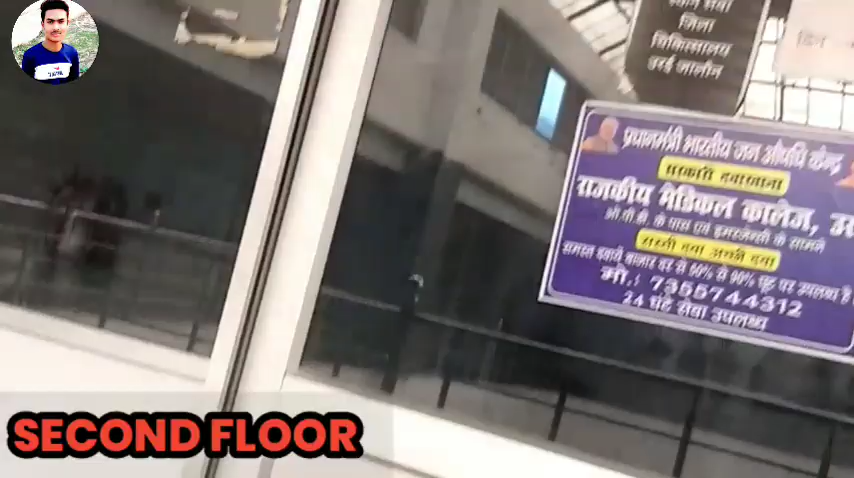 जिला
चिकित्सालय
उरई जालौन
दिन
प्रधानमंत्री भारतीय जन औषधि केन्द्र
सरकारी दवाखाना
राजकीय मेडिकल कालेज,
ओ.पी.डी. के पास एवं इमरजेन्सी के सामने
सस्ती दवा अच्छी दवा
समस्त दवायें बाजार दर से 50% से 90% छूट पर उपलब्ध है
मो.: 7355744312
24 घंटे सेवा उपलब्ध
SECOND FLOOR